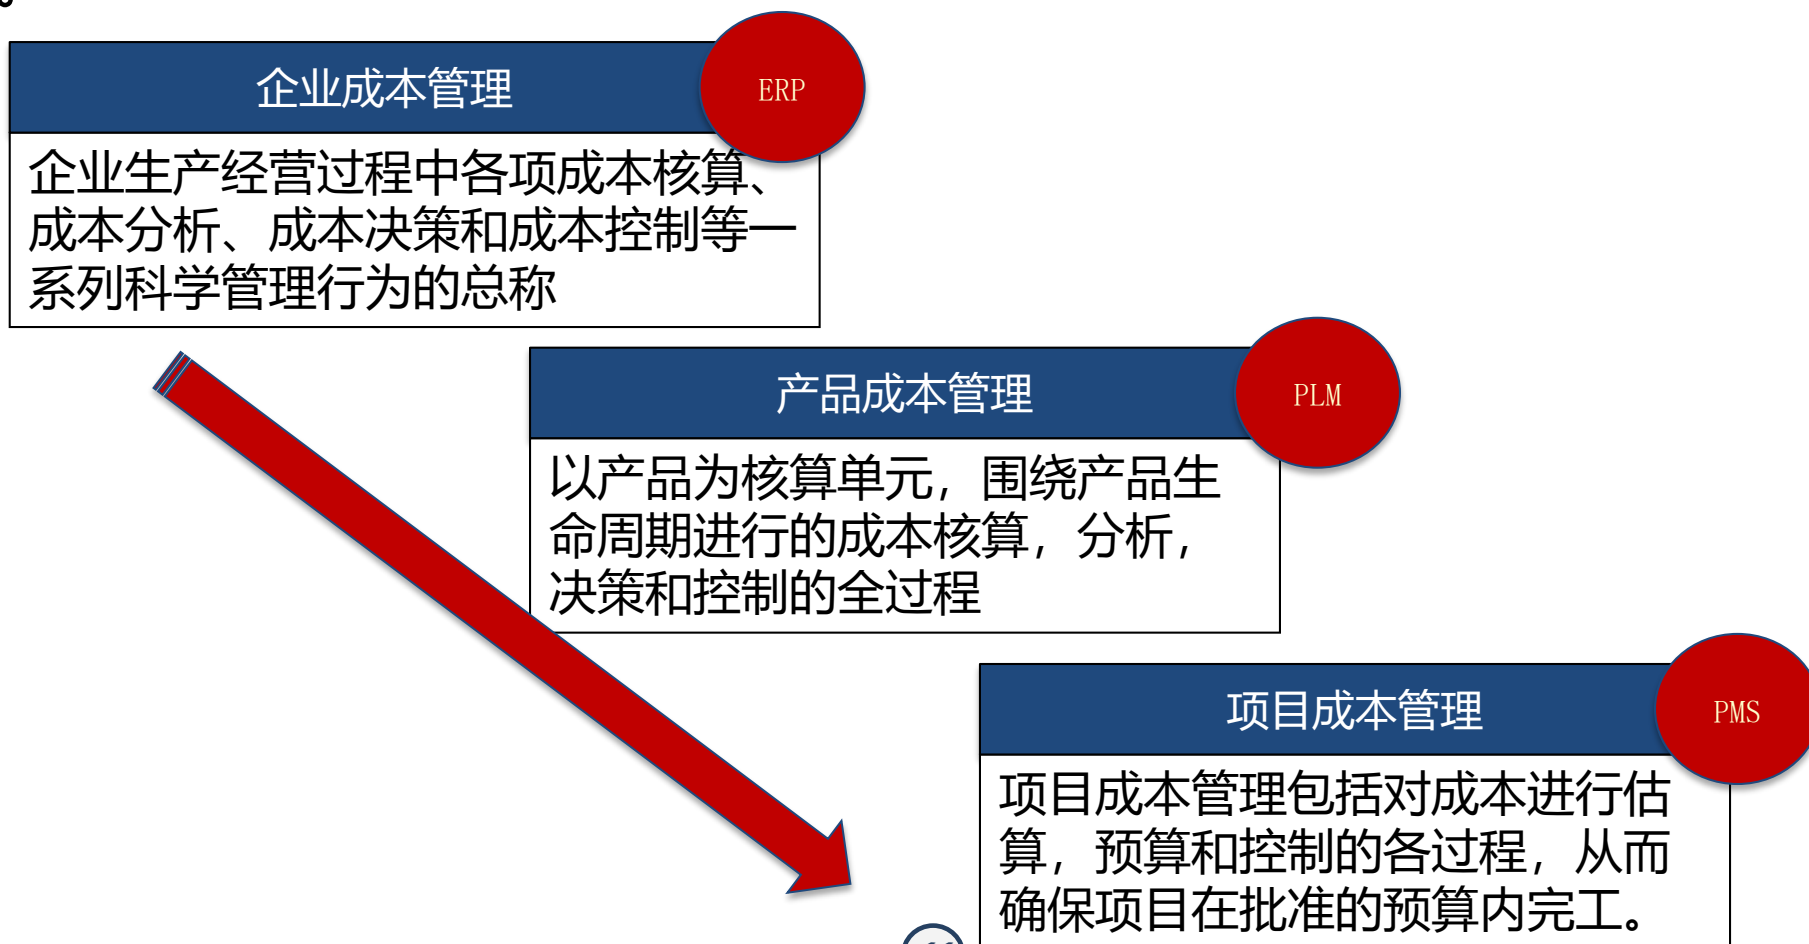 企业成本管理
ERP
企业生产经营过程中各项成本核算、
成本分析、成本决策和成本控制等一
系列科学管理行为的总称
产品成本管理
PLM
以产品为核算单元，围绕产品生
命周期进行的成本核算，分析，
决策和控制的全过程
项目成本管理
PMS
项目成本管理包括对成本进行估
算，预算和控制的各过程，从而
确保项目在批准的预算内完工。